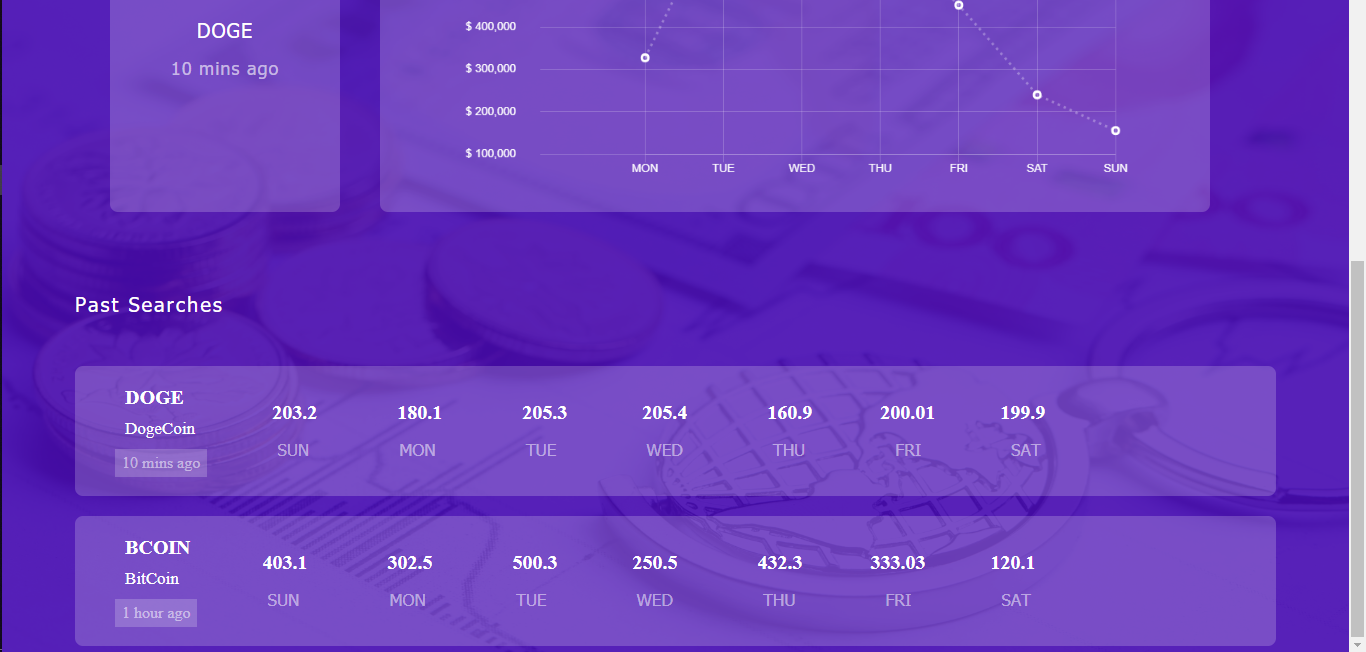 DOGE
10 mins ago
$ 400,000
$ 300,000
$ 200,000
$ 100,000
MON TUE WED THU FRI SAT SUN
Past Searches
DOGE
DogeCoin
10 mins ago
203.2 180.1 205.3 205.4 160.9 200.01 199.9
SUN MON TUE WED THU FRI SAT
BCOIN
BitCoin
1 hour ago
403.1 302.5 500.3 250.5 432.3 333.03 120.1
SUN MON TUE WED THU FRI SAT